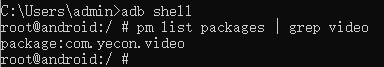 C:\Users\admin>adb shell
root@android:/ # pm list packages | grep video
package:com.yecon.video
root@android:/ #